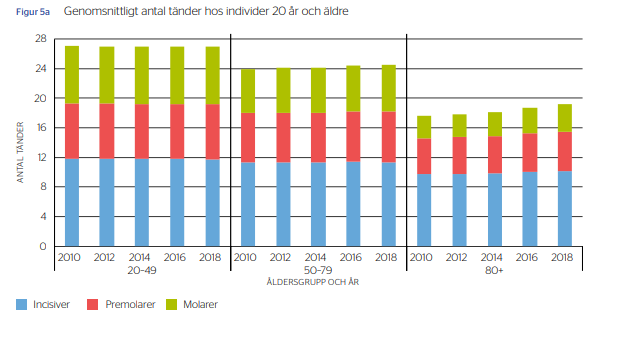 Figur 5a Genomsnittligt antal tänder hos individer 20 år och äldre
28
24
20
16
12
8
4
0
ANTAL TÄNDER
2010 2012 2014 2016 2018 2010 2012 2014 2016 2018 2010 2012 2014 2016 2018
20-49 50-79 80+
ÅLDERSGRUPP OCH ÅR
Incisiver Premolarer Molarer